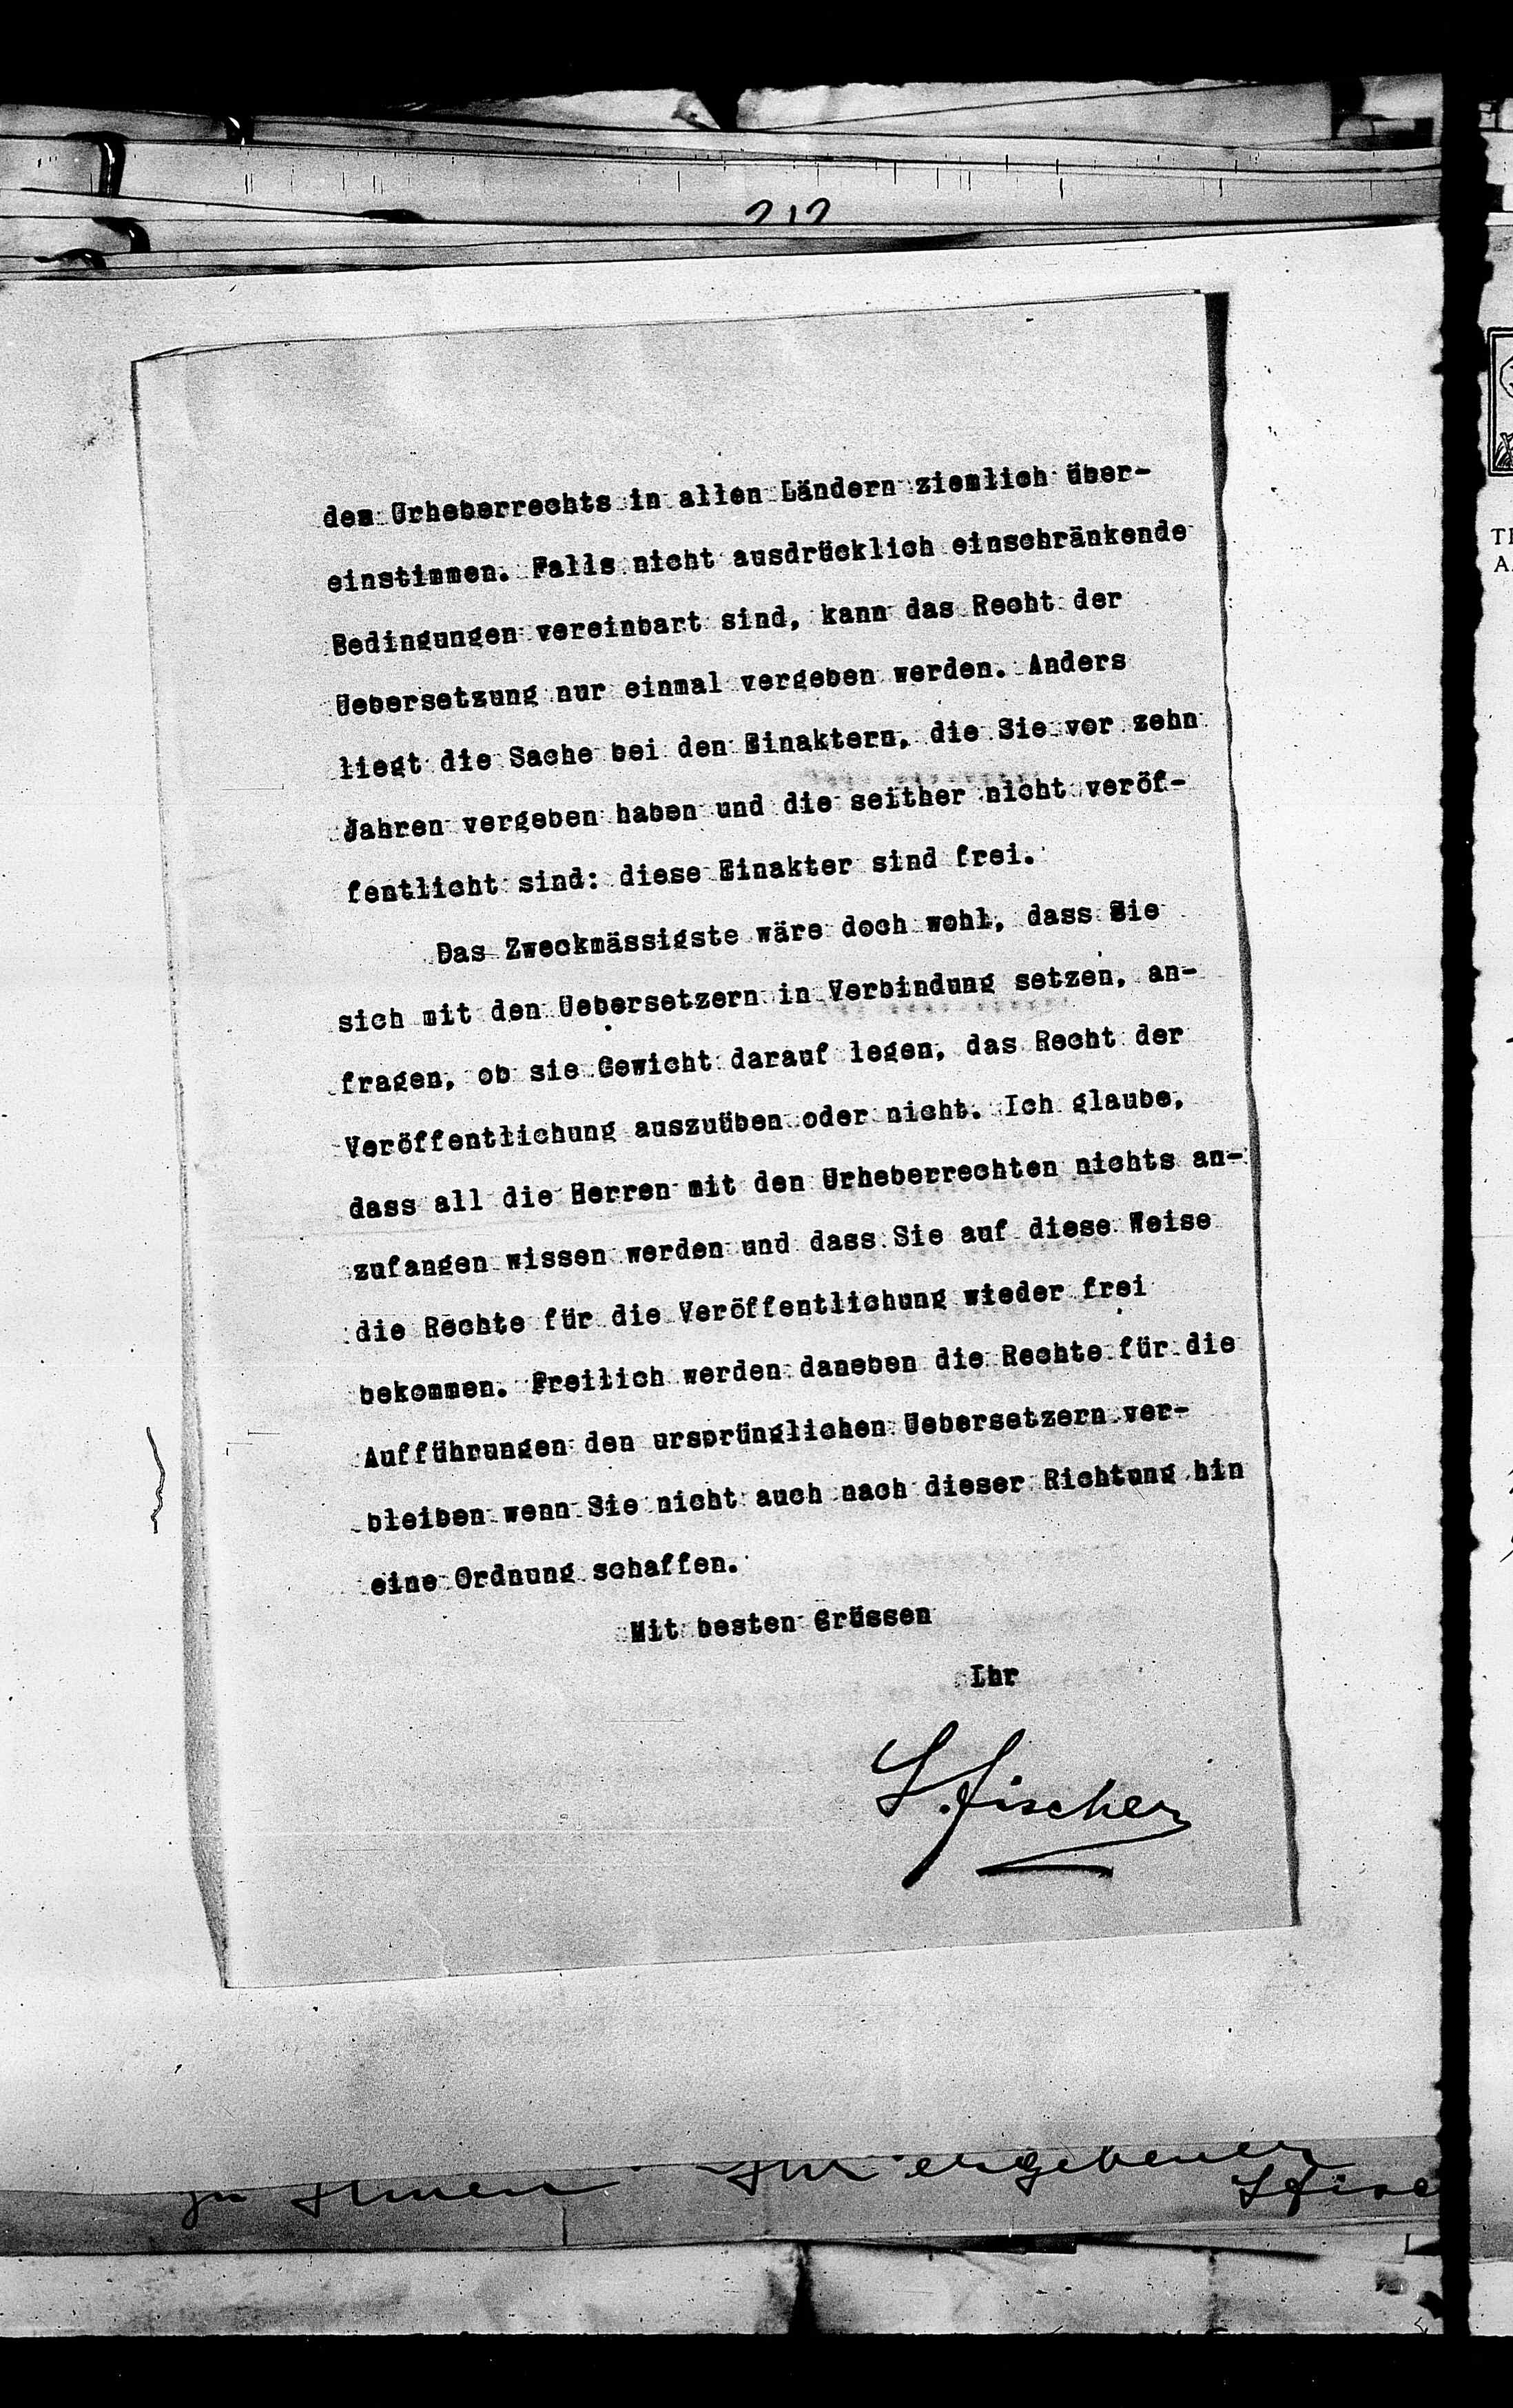 212
des Urheberrechts in allen Ländern ziemlich über-
einstimmen. Falls nicht ausdrücklich einschränkende
Bedingungen vereinbart sind, kann das Recht der
Uebersetzung nur einmal vergeben werden. Anders
liegt die Sache bei den Einaktern, die Sie vor zehn
Jahren vergeben haben und die seither nicht veröf-
fentlicht sind: diese Einakter sind frei.
Das Zweckmässigste wäre doch wohl, dass Sie
sich mit den Uebersetzern in Verbindung setzen, an-
fragen, ob sie Gewicht darauf legen, das Recht der
Veröffentlichung auszuüben oder nicht. Ich glaube,
dass all die Herren mit den Urheberrechten nichts an-
zufangen wissen werden und dass Sie auf diese Weise
die Rechte für die Veröffentlichung wieder frei
bekommen. Freilich werden daneben die Rechte für die
Aufführungen den ursprünglichen Uebersetzern ver-
bleiben wenn Sie nicht auch nach dieser Richtung hin
eine Ordnung schaffen.
Mit besten Grüssen
Ihr
S. Fischer
zu Ihnen Ihr ergebener
SFisc